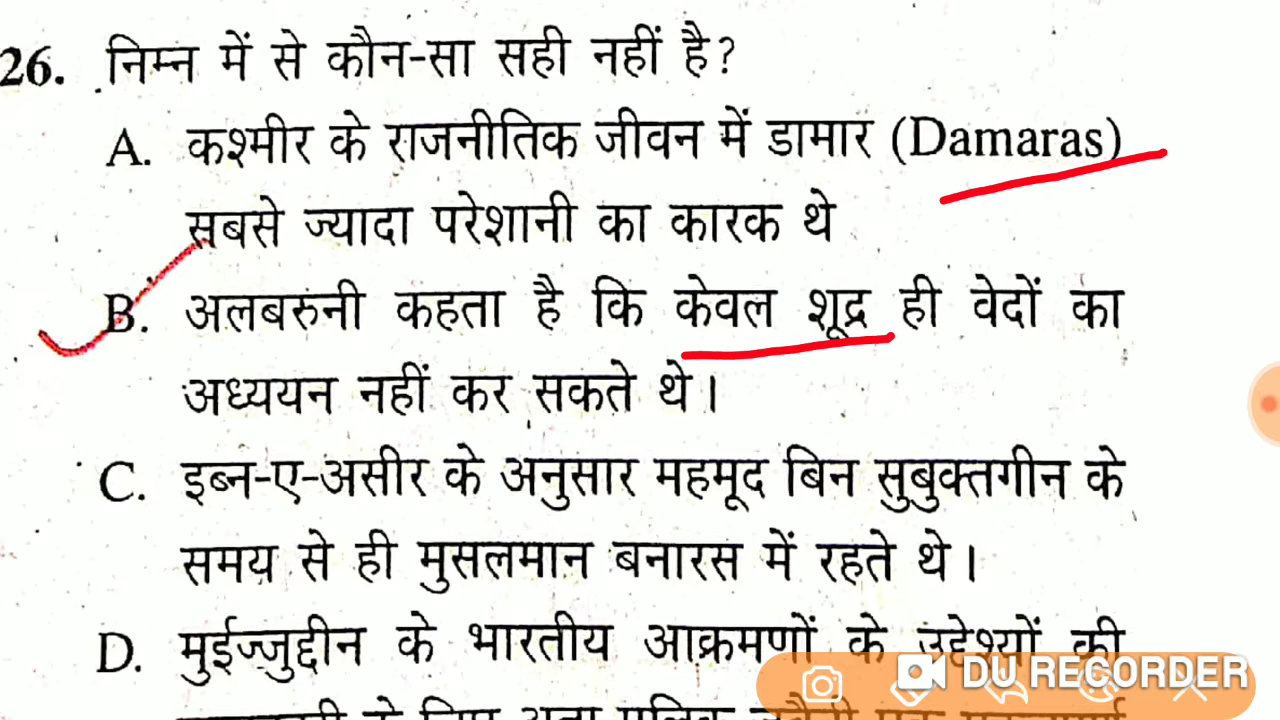 26. निम्न में से कौन-सा सही नहीं है?
A. कश्मीर के राजनीतिक जीवन में डामार (Damaras)
सबसे ज्यादा परेशानी का कारक थे
B. अलबरुनी कहता है कि केवल शूद्र ही वेदों का
अध्ययन नहीं कर सकते थे।
C. इब्न-ए-असीर के अनुसार महमूद बिन सुबुक्तगीन के
समय से ही मुसलमान बनारस में रहते थे।
D. मुईज्जुद्दीन के भारतीय आक्रमणों के उद्देश्यों की
DU RECORDER